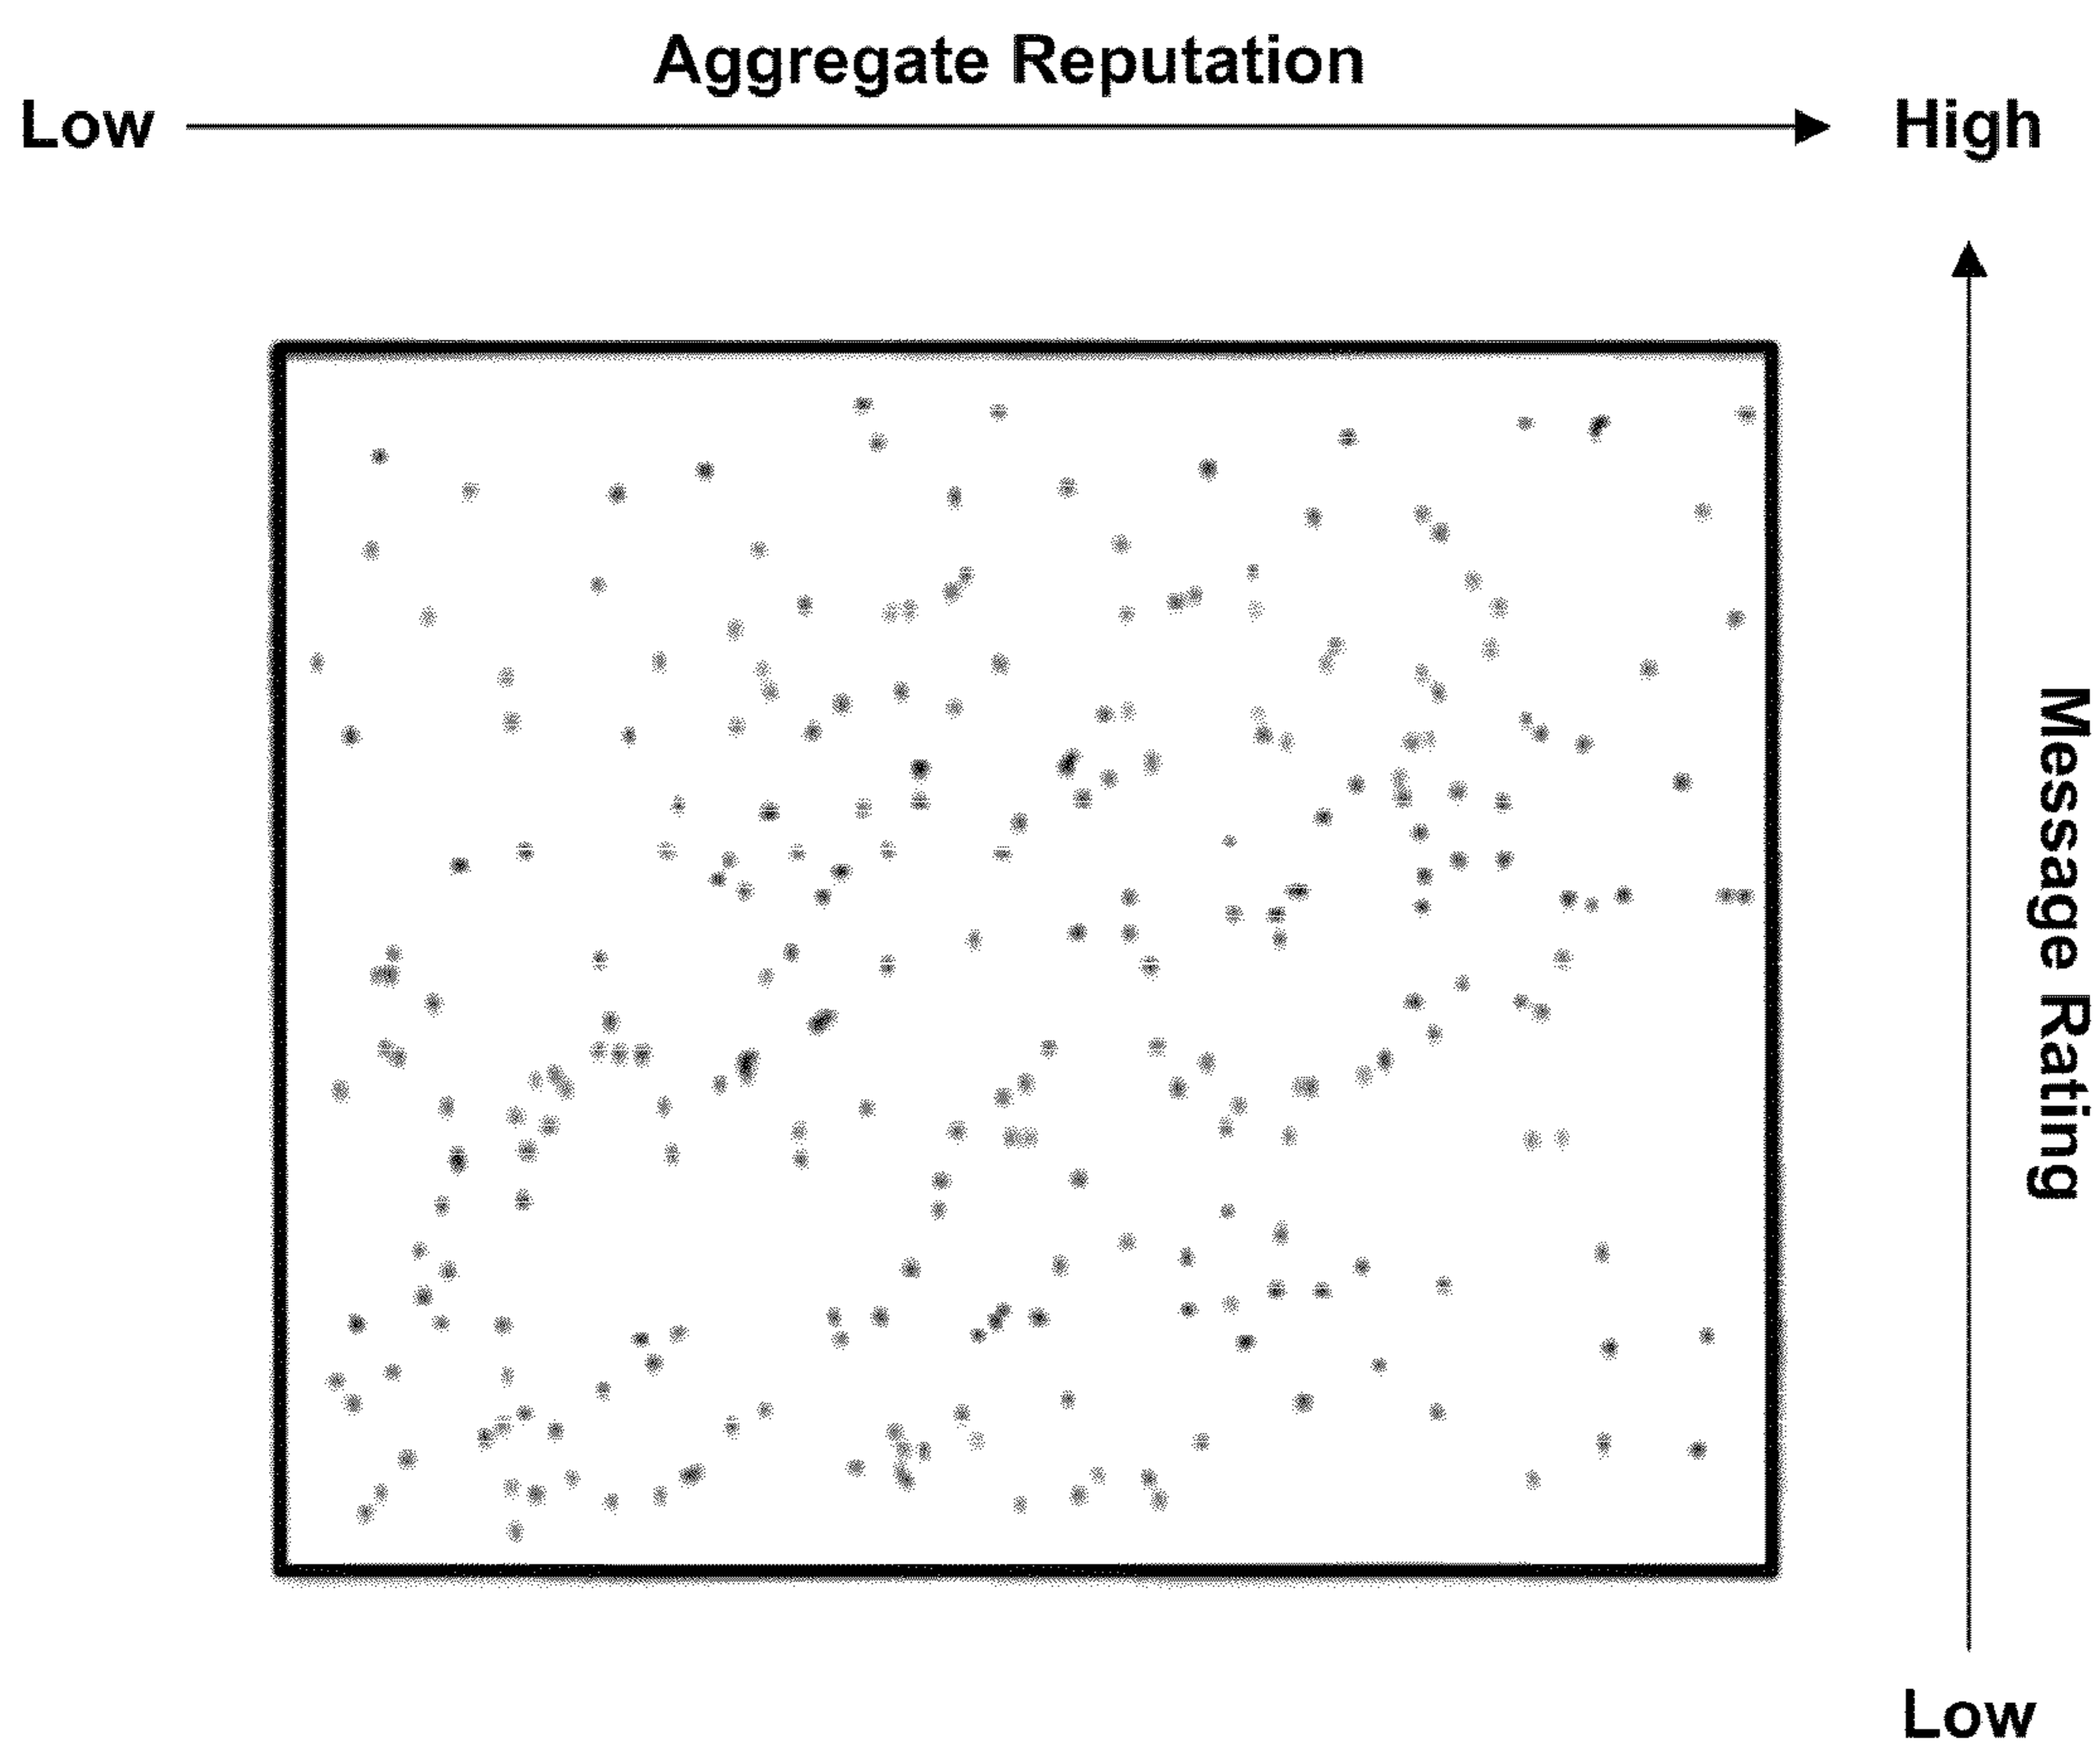 Aggregate Reputation
Low
High
Message Rating
Low